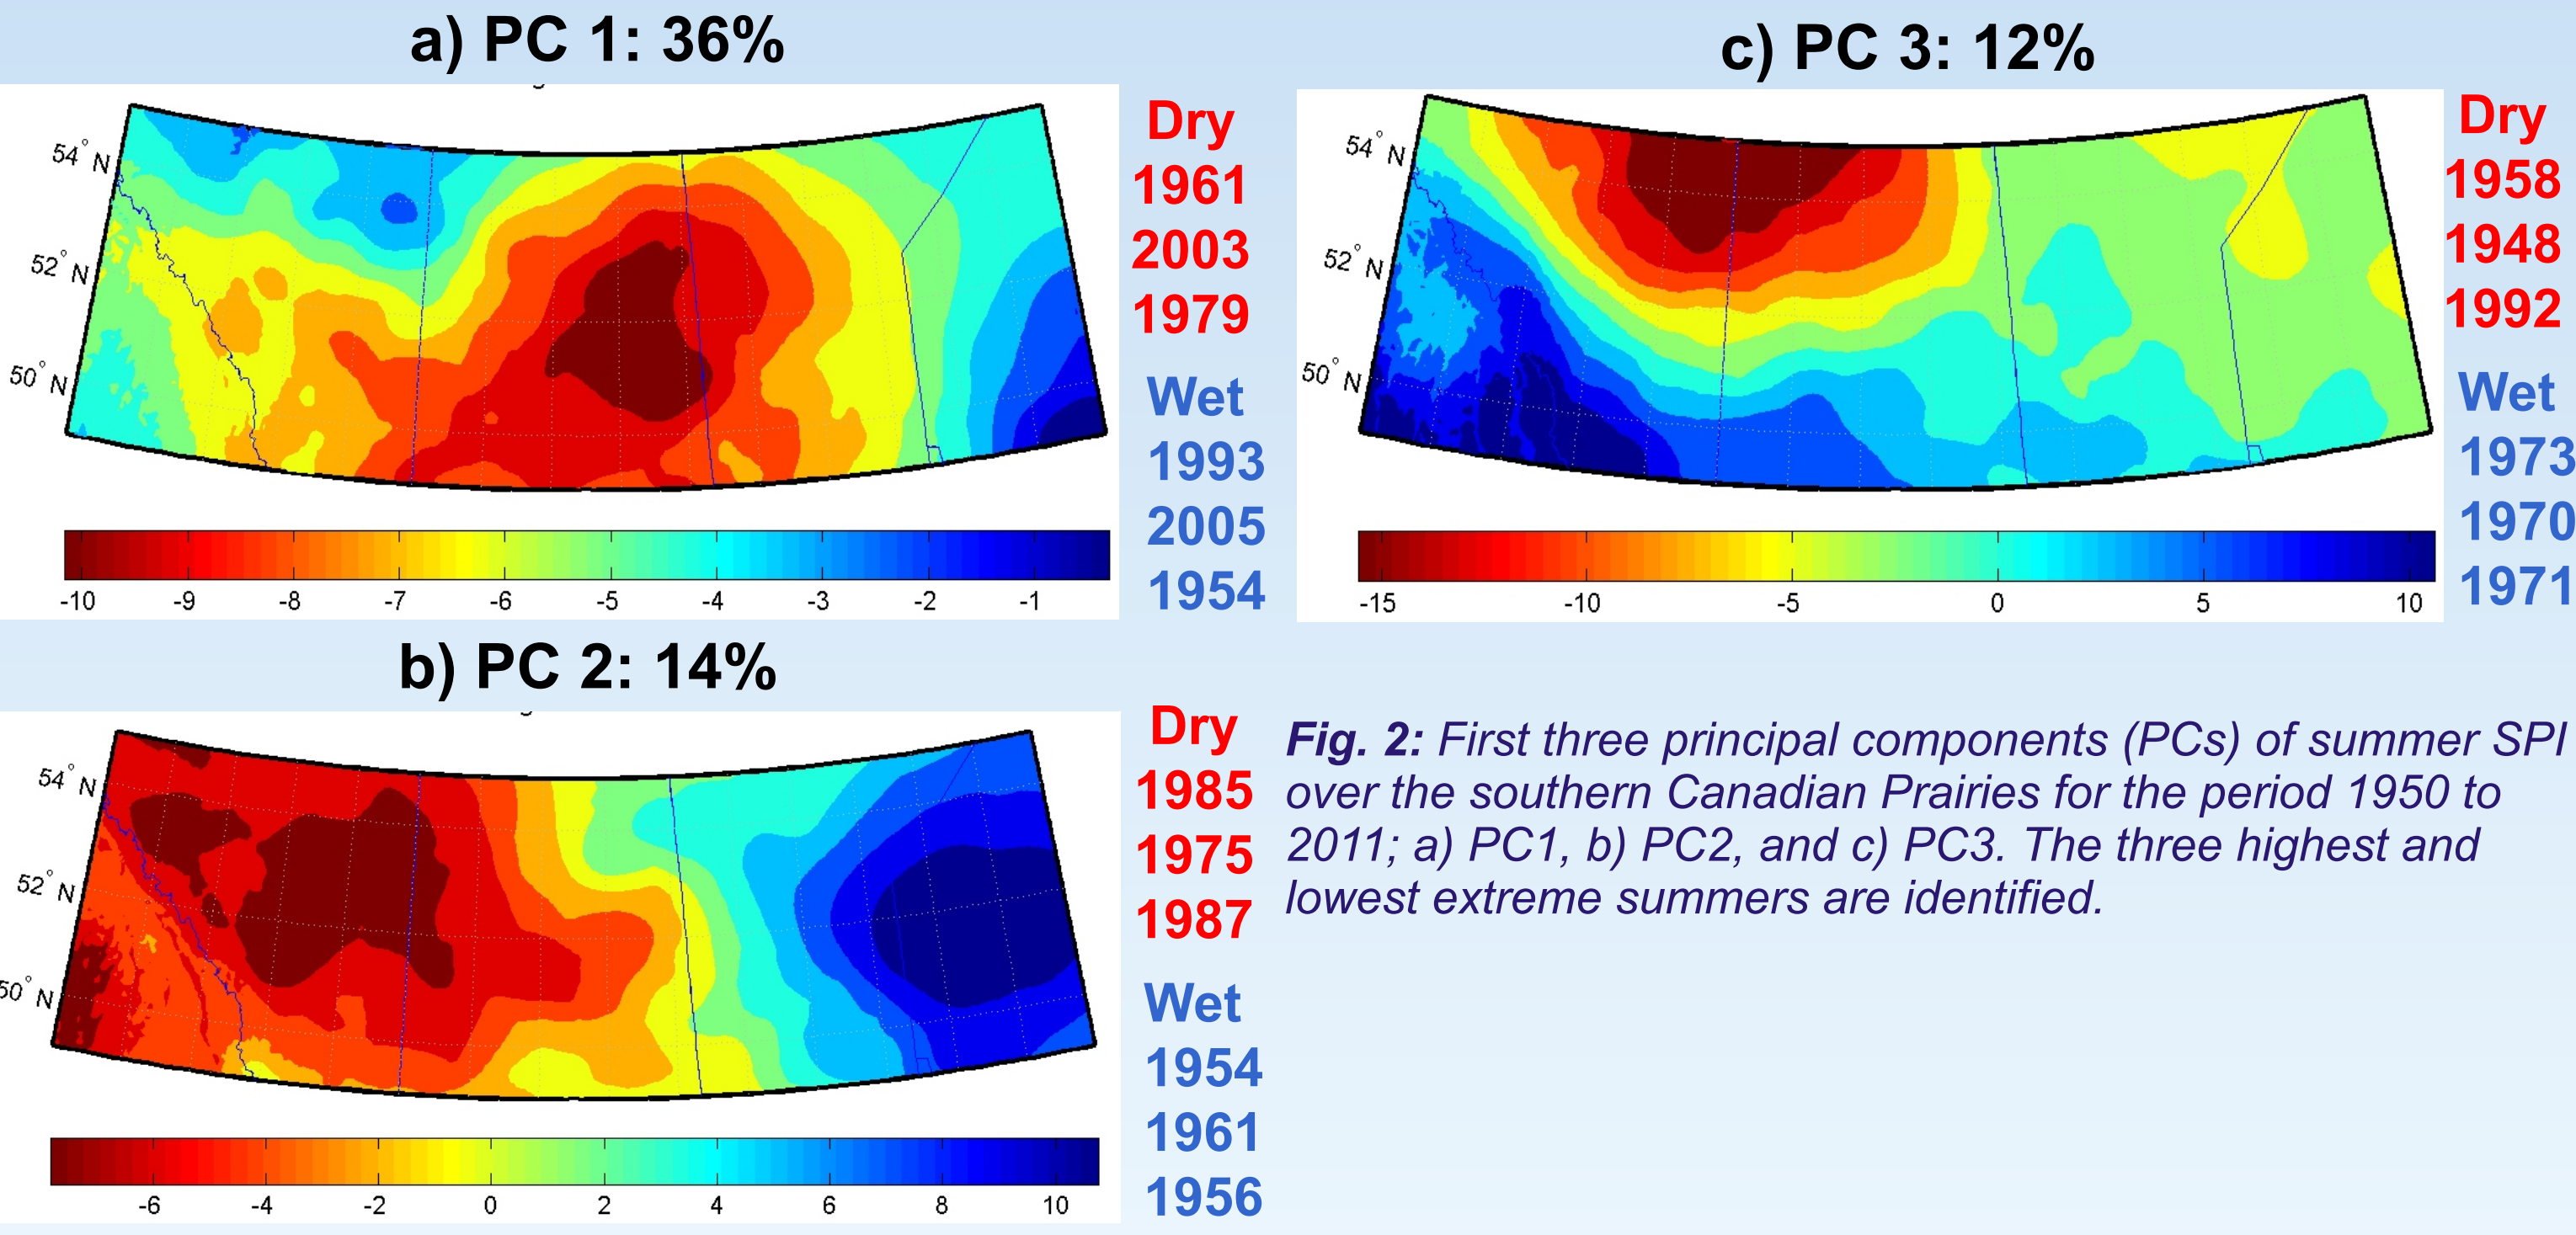 a) PC 1: 36%
54° N
52° N
50° N
-10 -9 -8 -7 -6 -5 -4 -3 -2 -1
Dry
1961
2003
1979
Wet
1993
2005
1954
c) PC 3: 12%
54° N
52° N
50° N
-15 -10 -5 0 5 10
Dry
1958
1948
1992
Wet
1973
1970
1971
b) PC 2: 14%
54° N
52° N
50° N
-6 -4 -2 0 2 4 6 8 10
Dry
1985
1975
1987
Wet
1954
1961
1956
Fig. 2: First three principal components (PCs) of summer SPI
over the southern Canadian Prairies for the period 1950 to
2011; a) PC1, b) PC2, and c) PC3. The three highest and
lowest extreme summers are identified.